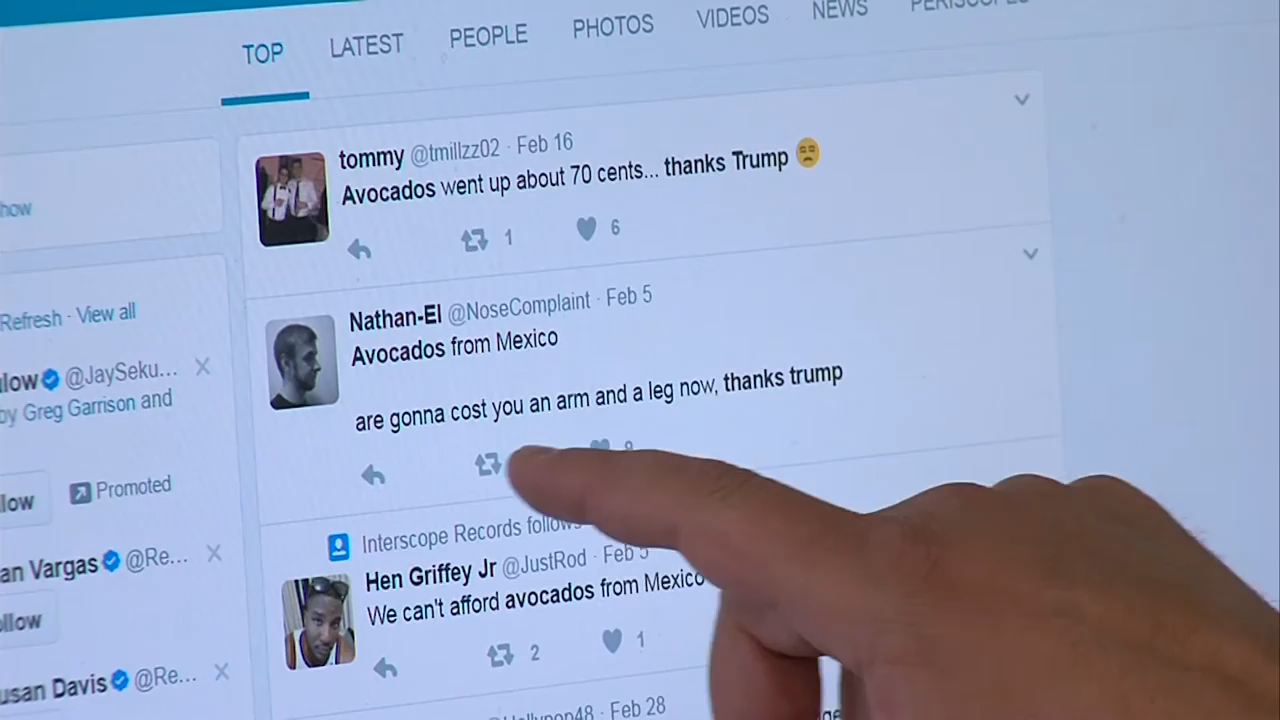 TOP LATEST PEOPLE PHOTOS VIDEOS NEWS
how
Refresh · View all
@JaySeku...
by Greg Garrison and
Promoted
an Vargas @Re...
usan Davis @Re...
tommy @tmillzz02 · Feb 16
Avocados went up about 70 cents... thanks Trump
1 6
Nathan-El @NoseComplaint · Feb 5
Avocados from Mexico
are gonna cost you an arm and a leg now, thanks trump
Interscope Records follows
Hen Griffey Jr @JustRod · Feb 5
We can't afford avocados from Mexico
2 1
· Feb 28